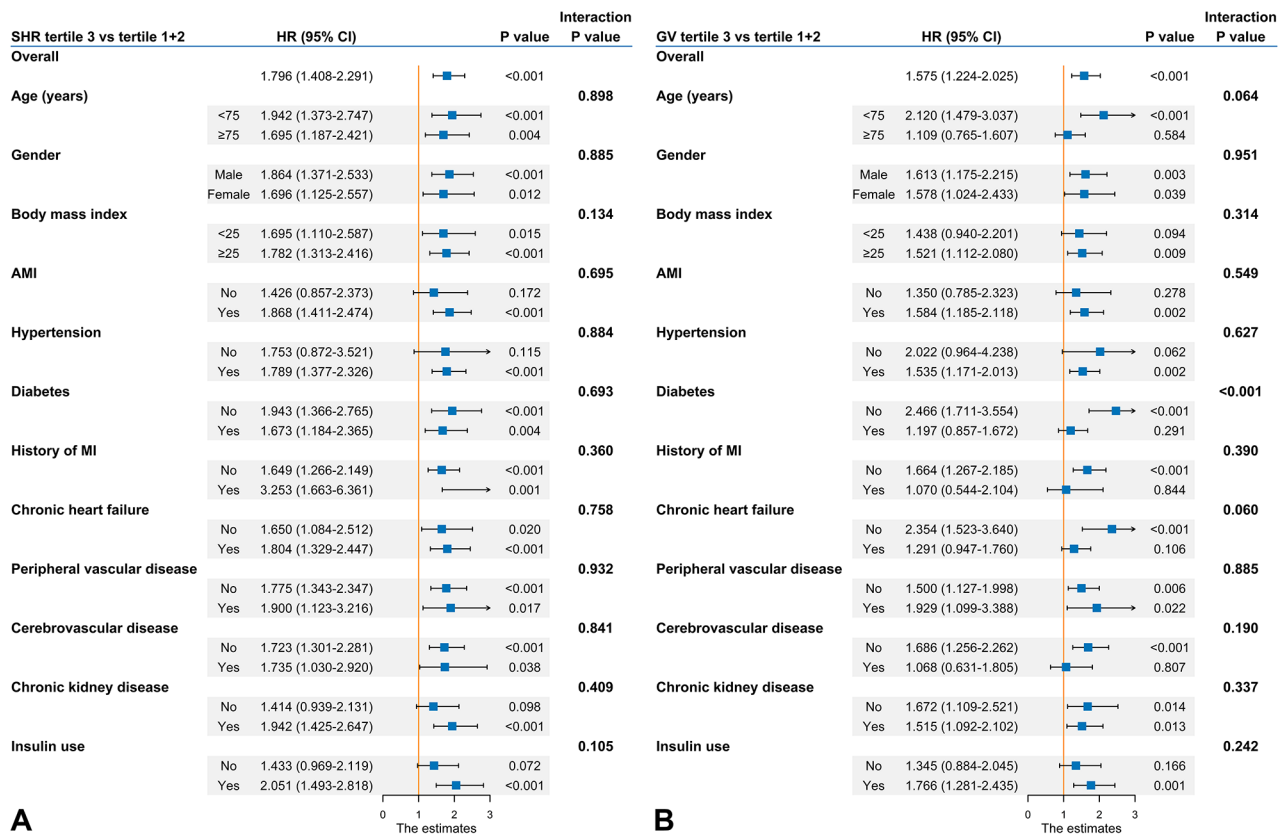 Interaction
SHR tertile 3 vs tertile 1+2 HR (95% CI) P value P value
Overall
1.796 (1.408-2.291) <0.001
Age (years) 0.898
<75 1.942 (1.373-2.747) <0.001
≥75 1.695 (1.187-2.421) 0.004
Gender 0.885
Male 1.864 (1.371-2.533) <0.001
Female 1.696 (1.125-2.557) 0.012
Body mass index 0.134
<25 1.695 (1.110-2.587) 0.015
≥25 1.782 (1.313-2.416) <0.001
AMI 0.695
No 1.426 (0.857-2.373) 0.172
Yes 1.868 (1.411-2.474) <0.001
Hypertension 0.884
No 1.753 (0.872-3.521) 0.115
Yes 1.789 (1.377-2.326) <0.001
Diabetes 0.693
No 1.943 (1.366-2.765) <0.001
Yes 1.673 (1.184-2.365) 0.004
History of MI 0.360
No 1.649 (1.266-2.149) <0.001
Yes 3.253 (1.663-6.361) 0.001
Chronic heart failure 0.758
No 1.650 (1.084-2.512) 0.020
Yes 1.804 (1.329-2.447) <0.001
Peripheral vascular disease 0.932
No 1.775 (1.343-2.347) <0.001
Yes 1.900 (1.123-3.216) 0.017
Cerebrovascular disease 0.841
No 1.723 (1.301-2.281) <0.001
Yes 1.735 (1.030-2.920) 0.038
Chronic kidney disease 0.409
No 1.414 (0.939-2.131) 0.098
Yes 1.942 (1.425-2.647) <0.001
Insulin use 0.105
No 1.433 (0.969-2.119) 0.072
Yes 2.051 (1.493-2.818) <0.001
0 1 2 3
The estimates
A
Interaction
GV tertile 3 vs tertile 1+2 HR (95% CI) P value P value
Overall
1.575 (1.224-2.025) <0.001
Age (years) 0.064
<75 2.120 (1.479-3.037) <0.001
≥75 1.109 (0.765-1.607) 0.584
Gender 0.951
Male 1.613 (1.175-2.215) 0.003
Female 1.578 (1.024-2.433) 0.039
Body mass index 0.314
<25 1.438 (0.940-2.201) 0.094
≥25 1.521 (1.112-2.080) 0.009
AMI 0.549
No 1.350 (0.785-2.323) 0.278
Yes 1.584 (1.185-2.118) 0.002
Hypertension 0.627
No 2.022 (0.964-4.238) 0.062
Yes 1.535 (1.171-2.013) 0.002
Diabetes <0.001
No 2.466 (1.711-3.554) <0.001
Yes 1.197 (0.857-1.672) 0.291
History of MI 0.390
No 1.664 (1.267-2.185) <0.001
Yes 1.070 (0.544-2.104) 0.844
Chronic heart failure 0.060
No 2.354 (1.523-3.640) <0.001
Yes 1.291 (0.947-1.760) 0.106
Peripheral vascular disease 0.885
No 1.500 (1.127-1.998) 0.006
Yes 1.929 (1.099-3.388) 0.022
Cerebrovascular disease 0.190
No 1.686 (1.256-2.262) <0.001
Yes 1.068 (0.631-1.805) 0.807
Chronic kidney disease 0.337
No 1.672 (1.109-2.521) 0.014
Yes 1.515 (1.092-2.102) 0.013
Insulin use 0.242
No 1.345 (0.884-2.045) 0.166
Yes 1.766 (1.281-2.435) 0.001
0 1 2 3
The estimates
B